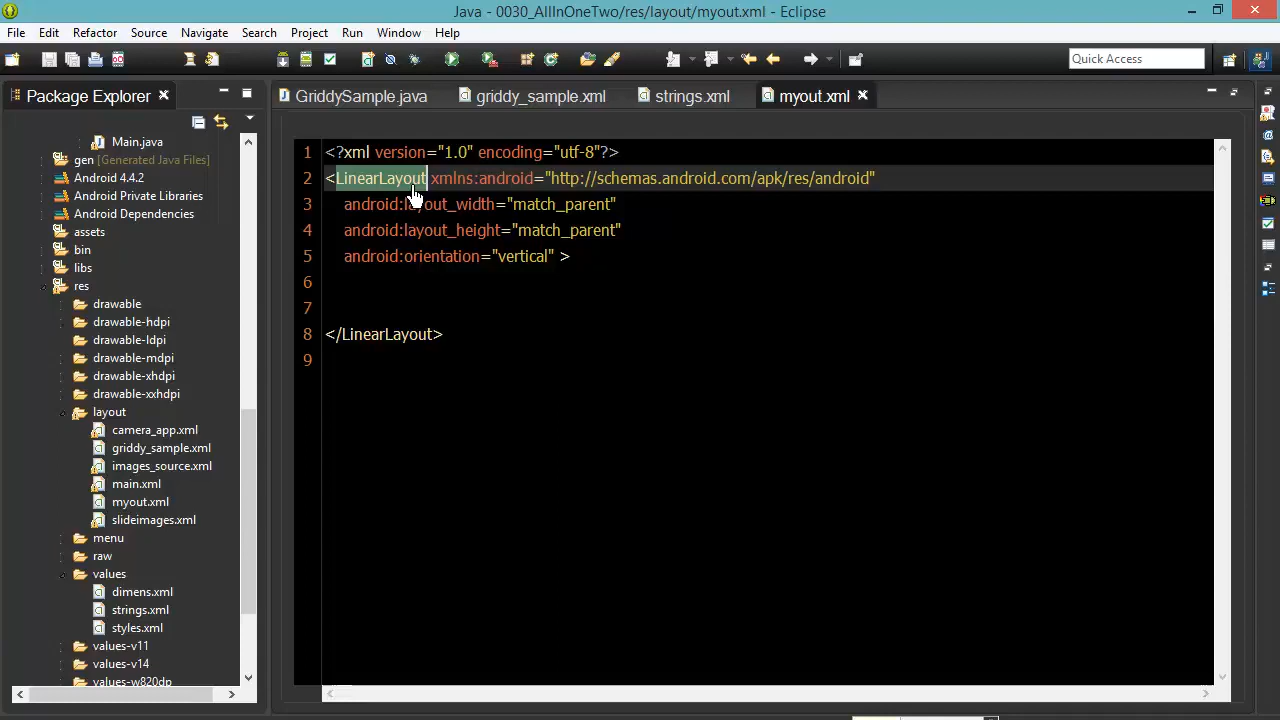 Java - 0030_AllInOneTwo/res/layout/myout.xml - Eclipse
File Edit Refactor Source Navigate Search Project Run Window Help
Quick Access
Package Explorer
GriddySample.java griddy_sample.xml strings.xml myout.xml
Main.java
gen [Generated Java Files]
Android 4.4.2
Android Private Libraries
Android Dependencies
assets
bin
libs
res
drawable
drawable-hdpi
drawable-ldpi
drawable-mdpi
drawable-xhdpi
drawable-xxhdpi
layout
camera_app.xml
griddy_sample.xml
images_source.xml
main.xml
myout.xml
slideimages.xml
menu
raw
values
dimens.xml
strings.xml
styles.xml
values-v11
values-v14
values-w820dp
1 <?xml version="1.0" encoding="utf-8"?>
2 <LinearLayout xmlns:android="http://schemas.android.com/apk/res/android"
3 android:layout_width="match_parent"
4 android:layout_height="match_parent"
5 android:orientation="vertical" >
6
7
8 </LinearLayout>
9